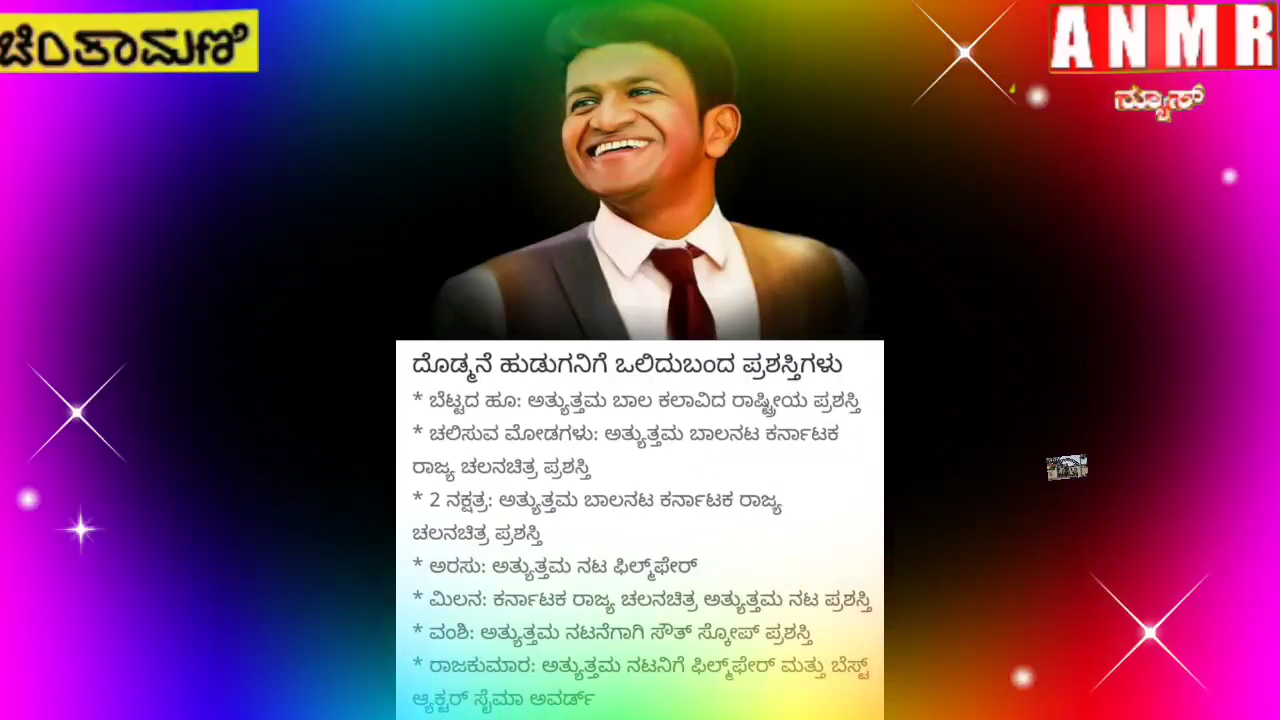 ಚಿಂತಾಮಣಿ
ANMR
ನ್ಯೂಸ್
ದೊಡ್ಮನೆ ಹುಡುಗನಿಗೆ ಒಲಿದುಬಂದ ಪ್ರಶಸ್ತಿಗಳು
* ಬೆಟ್ಟದ ಹೂ: ಅತ್ಯುತ್ತಮ ಬಾಲ ಕಲಾವಿದ ರಾಷ್ಟ್ರೀಯ ಪ್ರಶಸ್ತಿ
* ಚಲಿಸುವ ಮೋಡಗಳು: ಅತ್ಯುತ್ತಮ ಬಾಲನಟ ಕರ್ನಾಟಕ
ರಾಜ್ಯ ಚಲನಚಿತ್ರ ಪ್ರಶಸ್ತಿ
* 2 ನಕ್ಷತ್ರ: ಅತ್ಯುತ್ತಮ ಬಾಲನಟ ಕರ್ನಾಟಕ ರಾಜ್ಯ
ಚಲನಚಿತ್ರ ಪ್ರಶಸ್ತಿ
* ಅರಸು: ಅತ್ಯುತ್ತಮ ನಟ ಫಿಲ್ಮ್‌ಫೇರ್
* ಮಿಲನ: ಕರ್ನಾಟಕ ರಾಜ್ಯ ಚಲನಚಿತ್ರ ಅತ್ಯುತ್ತಮ ನಟ ಪ್ರಶಸ್ತಿ
* ವಂಶಿ: ಅತ್ಯುತ್ತಮ ನಟನೆಗಾಗಿ ಸೌತ್ ಸ್ಕೋಪ್ ಪ್ರಶಸ್ತಿ
* ರಾಜಕುಮಾರ: ಅತ್ಯುತ್ತಮ ನಟನಿಗೆ ಫಿಲ್ಮ್‌ಫೇರ್ ಮತ್ತು ಬೆಸ್ಟ್
ಆ್ಯಕ್ಟರ್ ಸೈಮಾ ಅವರ್ಡ್